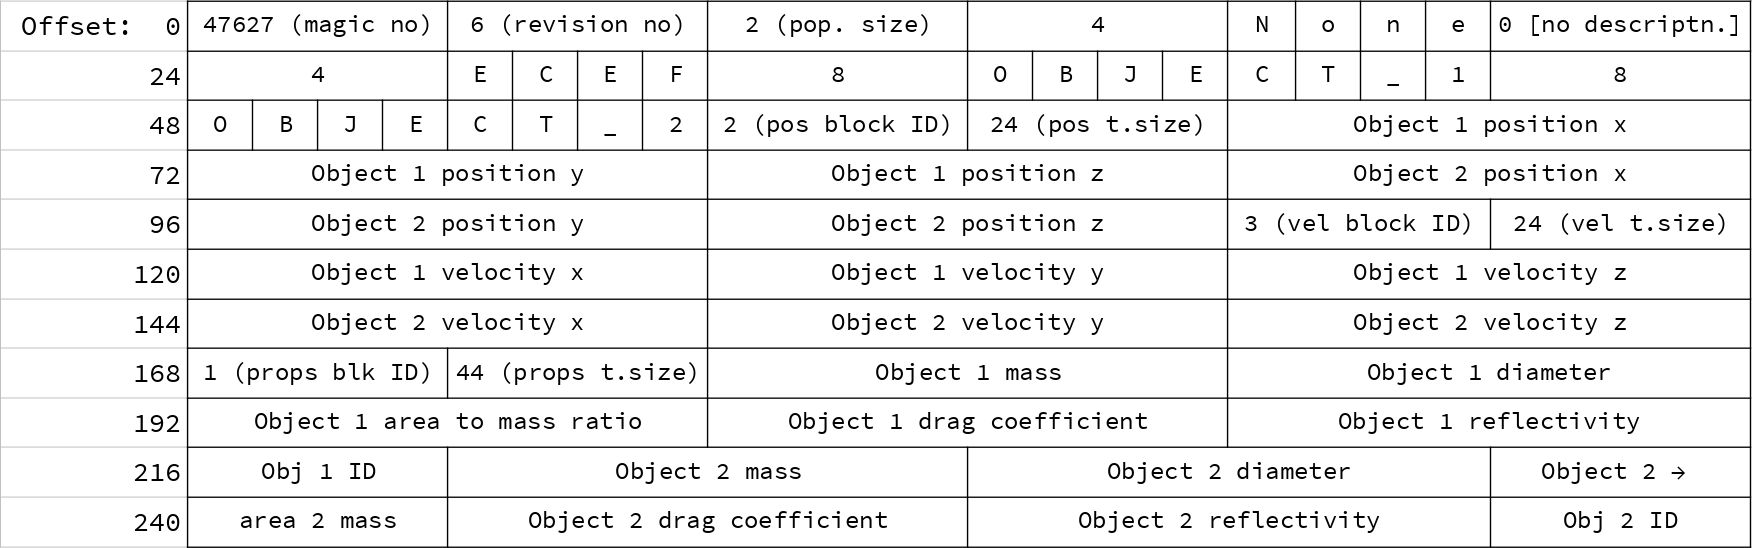 Offset: 0 47627 (magic no) 6 (revision no) 2 (pop. size) 4 N o n e 0 [no descriptn.]
24 4 E C E F 8 O B J E C T _ 1 8
48 O B J E C T _ 2 2 (pos block ID) 24 (pos t.size) Object 1 position x
72 Object 1 position y Object 1 position z Object 2 position x
96 Object 2 position y Object 2 position z 3 (vel block ID) 24 (vel t.size)
120 Object 1 velocity x Object 1 velocity y Object 1 velocity z
144 Object 2 velocity x Object 2 velocity y Object 2 velocity z
168 1 (props blk ID) 44 (props t.size) Object 1 mass Object 1 diameter
192 Object 1 area to mass ratio Object 1 drag coefficient Object 1 reflectivity
216 Obj 1 ID Object 2 mass Object 2 diameter Object 2 →
240 area 2 mass Object 2 drag coefficient Object 2 reflectivity Obj 2 ID